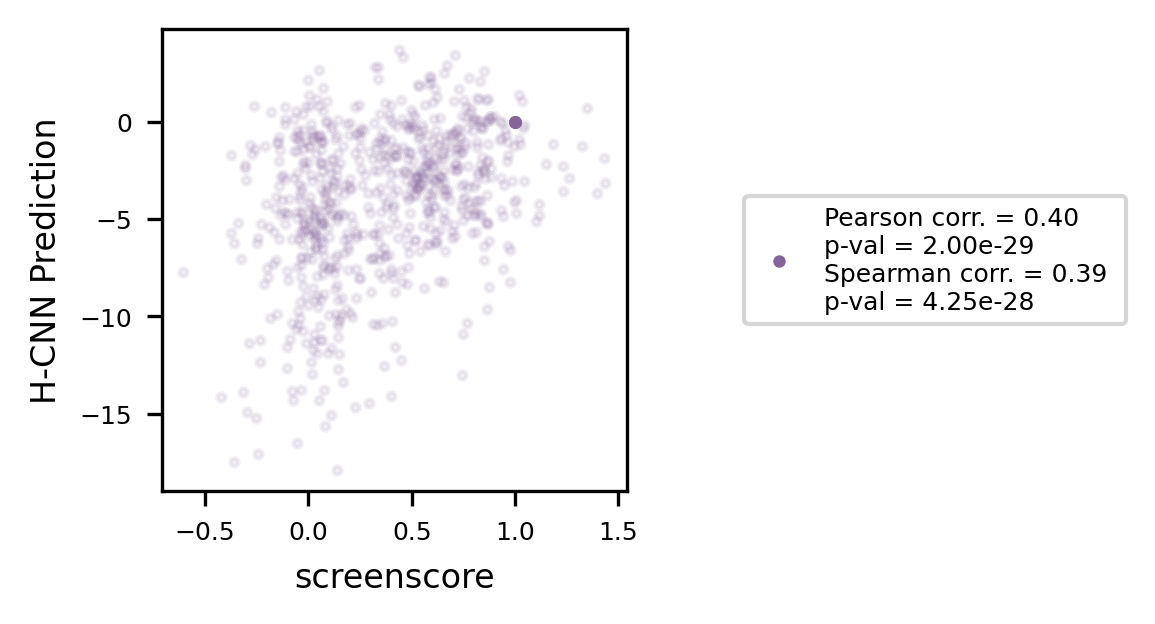 H-CNN Prediction
0
−5
−10
−15
−0.5
0.0
0.5
1.0
1.5
screenscore
Pearson corr. = 0.40
p-val = 2.00e-29
Spearman corr. = 0.39
p-val = 4.25e-28